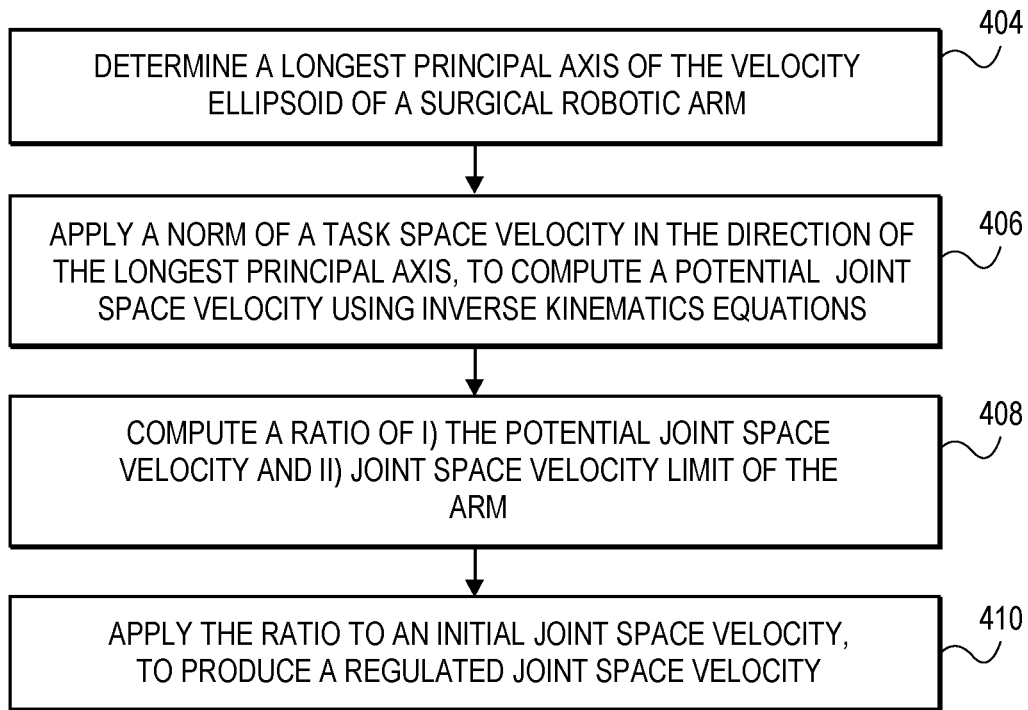 404
DETERMINE A LONGEST PRINCIPAL AXIS OF THE VELOCITY
ELLIPSOID OF A SURGICAL ROBOTIC ARM
406
APPLY A NORM OF A TASK SPACE VELOCITY IN THE DIRECTION OF
THE LONGEST PRINCIPAL AXIS, TO COMPUTE A POTENTIAL JOINT
SPACE VELOCITY USING INVERSE KINEMATICS EQUATIONS
408
COMPUTE A RATIO OF I) THE POTENTIAL JOINT SPACE
VELOCITY AND II) JOINT SPACE VELOCITY LIMIT OF THE
ARM
410
APPLY THE RATIO TO AN INITIAL JOINT SPACE VELOCITY,
TO PRODUCE A REGULATED JOINT SPACE VELOCITY